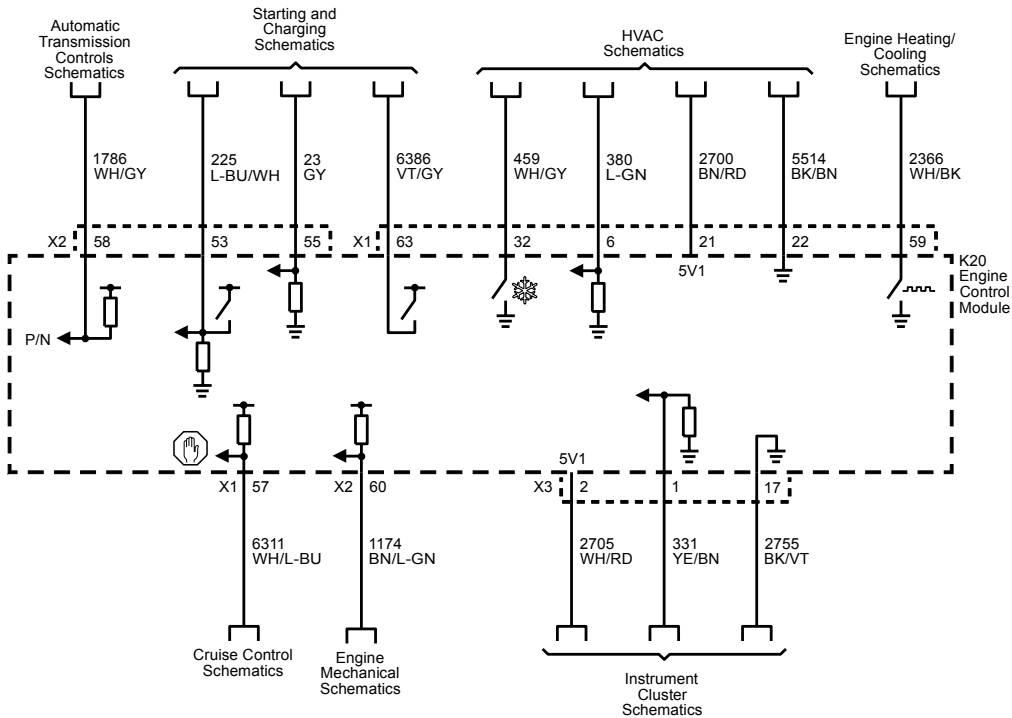 Automatic
Transmission
Controls
Schematics
Starting and
Charging
Schematics
HVAC
Schematics
Engine Heating/
Cooling
Schematics
1786
WH/GY
225
L-BU/WH
23
GY
6386
VT/GY
459
WH/GY
380
L-GN
2700
BN/RD
5514
BK/BN
2366
WH/BK
X2 58 53 55 X1 63 32 6 21 22 59
5V1
K20
Engine
Control
Module
P/N
5V1
X1 57 X2 60 X3 2 1 17
6311
WH/L-BU
1174
BN/L-GN
2705
WH/RD
331
YE/BN
2755
BK/VT
Cruise Control
Schematics
Engine
Mechanical
Schematics
Instrument
Cluster
Schematics